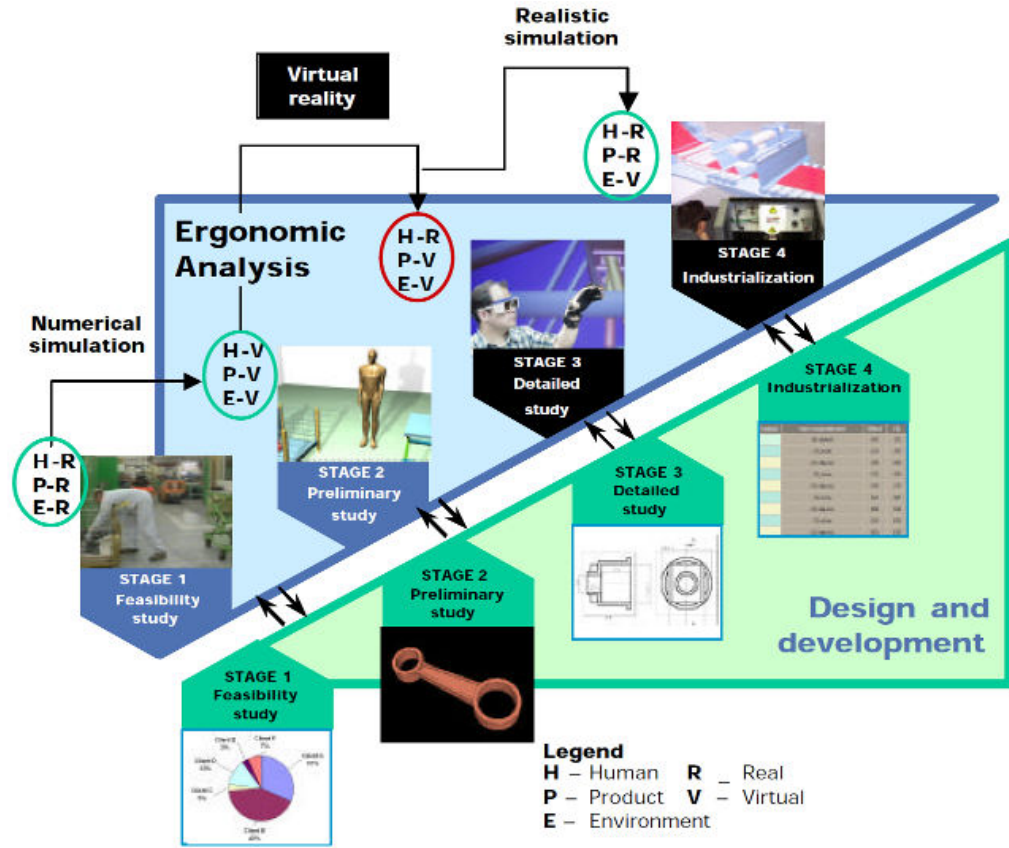 Realistic
simulation
Virtual
reality
H-R
P-R
E-V
Ergonomic
Analysis
H-R
P-V
E-V
STAGE 4
Industrialization
Numerical
simulation
H-V
P-V
E-V
STAGE 3
Detailed
study
STAGE 4
Industrialization
H-R
P-R
E-R
STAGE 2
Preliminary
study
STAGE 3
Detailed
study
STAGE 1
Feasibility
study
STAGE 2
Preliminary
study
Design and
development
STAGE 1
Feasibility
study
Legend
H – Human R _ Real
P – Product V – Virtual
E – Environment